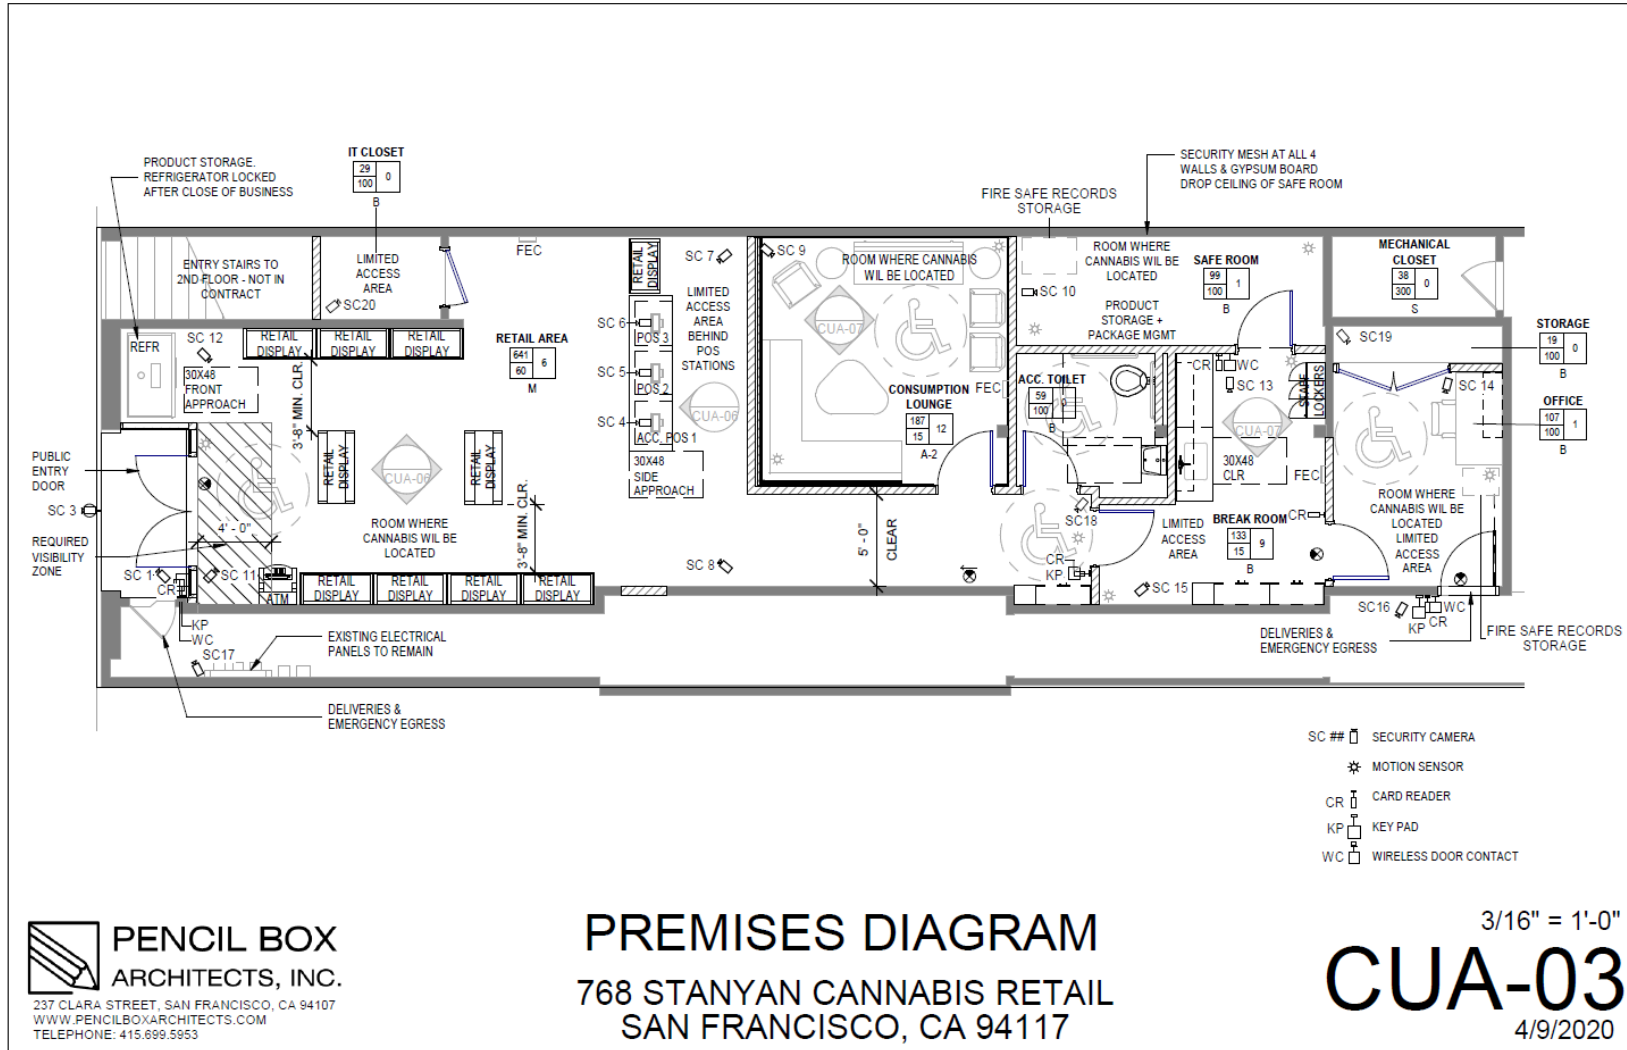 PRODUCT STORAGE.
REFRIGERATOR LOCKED
AFTER CLOSE OF BUSINESS
IT CLOSET
29
100
0
B
SECURITY MESH AT ALL 4
WALLS & GYPSUM BOARD
DROP CEILING OF SAFE ROOM
FIRE SAFE RECORDS
STORAGE
ENTRY STAIRS TO
2ND FLOOR - NOT IN
CONTRACT
LIMITED
ACCESS
AREA
SC20
FEC
RETAIL
DISPLAY
SC 7
SC 9
ROOM WHERE CANNABIS
WIL BE LOCATED
ROOM WHERE
CANNABIS WIL BE
LOCATED
SAFE ROOM
99
100
1
B
SC 10
PRODUCT
STORAGE +
PACKAGE MGMT
MECHANICAL
CLOSET
38
300
0
S
LIMITED
ACCESS
AREA
BEHIND
POS
STATIONS
SC 6
POS 3
SC 5
POS 2
SC 4
ACC. POS 1
30X48
SIDE
APPROACH
CUA-06
CUA-07
REFR
SC 12
30X48
FRONT
APPROACH
RETAIL
DISPLAY
RETAIL
DISPLAY
RETAIL
DISPLAY
RETAIL AREA
641
60
6
M
3'-8" MIN. CLR.
RETAIL
DISPLAY
CUA-06
RETAIL
DISPLAY
3'-8" MIN. CLR.
CONSUMPTION
LOUNGE
187
15
12
A-2
FEC
ACC. TOILET
59
100
0
B
CR
WC
SC 13
STAFF
LOCKERS
CUA-07
30X48
CLR
FEC
SC19
STORAGE
19
100
0
B
SC 14
OFFICE
107
100
1
B
PUBLIC
ENTRY
DOOR
SC 3
REQUIRED
VISIBILITY
ZONE
4' - 0"
ROOM WHERE
CANNABIS WIL BE
LOCATED
SC 1
SC 11
CR
ATM
RETAIL
DISPLAY
RETAIL
DISPLAY
RETAIL
DISPLAY
RETAIL
DISPLAY
SC 8
5' - 0"
CLEAR
SC18
CR
KP
LIMITED
ACCESS
AREA
BREAK ROOM
133
15
9
B
CR
SC 15
ROOM WHERE
CANNABIS WIL BE
LOCATED
LIMITED
ACCESS
AREA
SC16
KP
CR
WC
KP
WC
SC17
EXISTING ELECTRICAL
PANELS TO REMAIN
DELIVERIES &
EMERGENCY EGRESS
DELIVERIES &
EMERGENCY EGRESS
FIRE SAFE RECORDS
STORAGE
SC ## SECURITY CAMERA
MOTION SENSOR
CR CARD READER
KP KEY PAD
WC WIRELESS DOOR CONTACT
PENCIL BOX
ARCHITECTS, INC.
237 CLARA STREET, SAN FRANCISCO, CA 94107
WWW.PENCILBOXARCHITECTS.COM
TELEPHONE: 415.699.5953
PREMISES DIAGRAM
768 STANYAN CANNABIS RETAIL
SAN FRANCISCO, CA 94117
3/16" = 1'-0"
CUA-03
4/9/2020